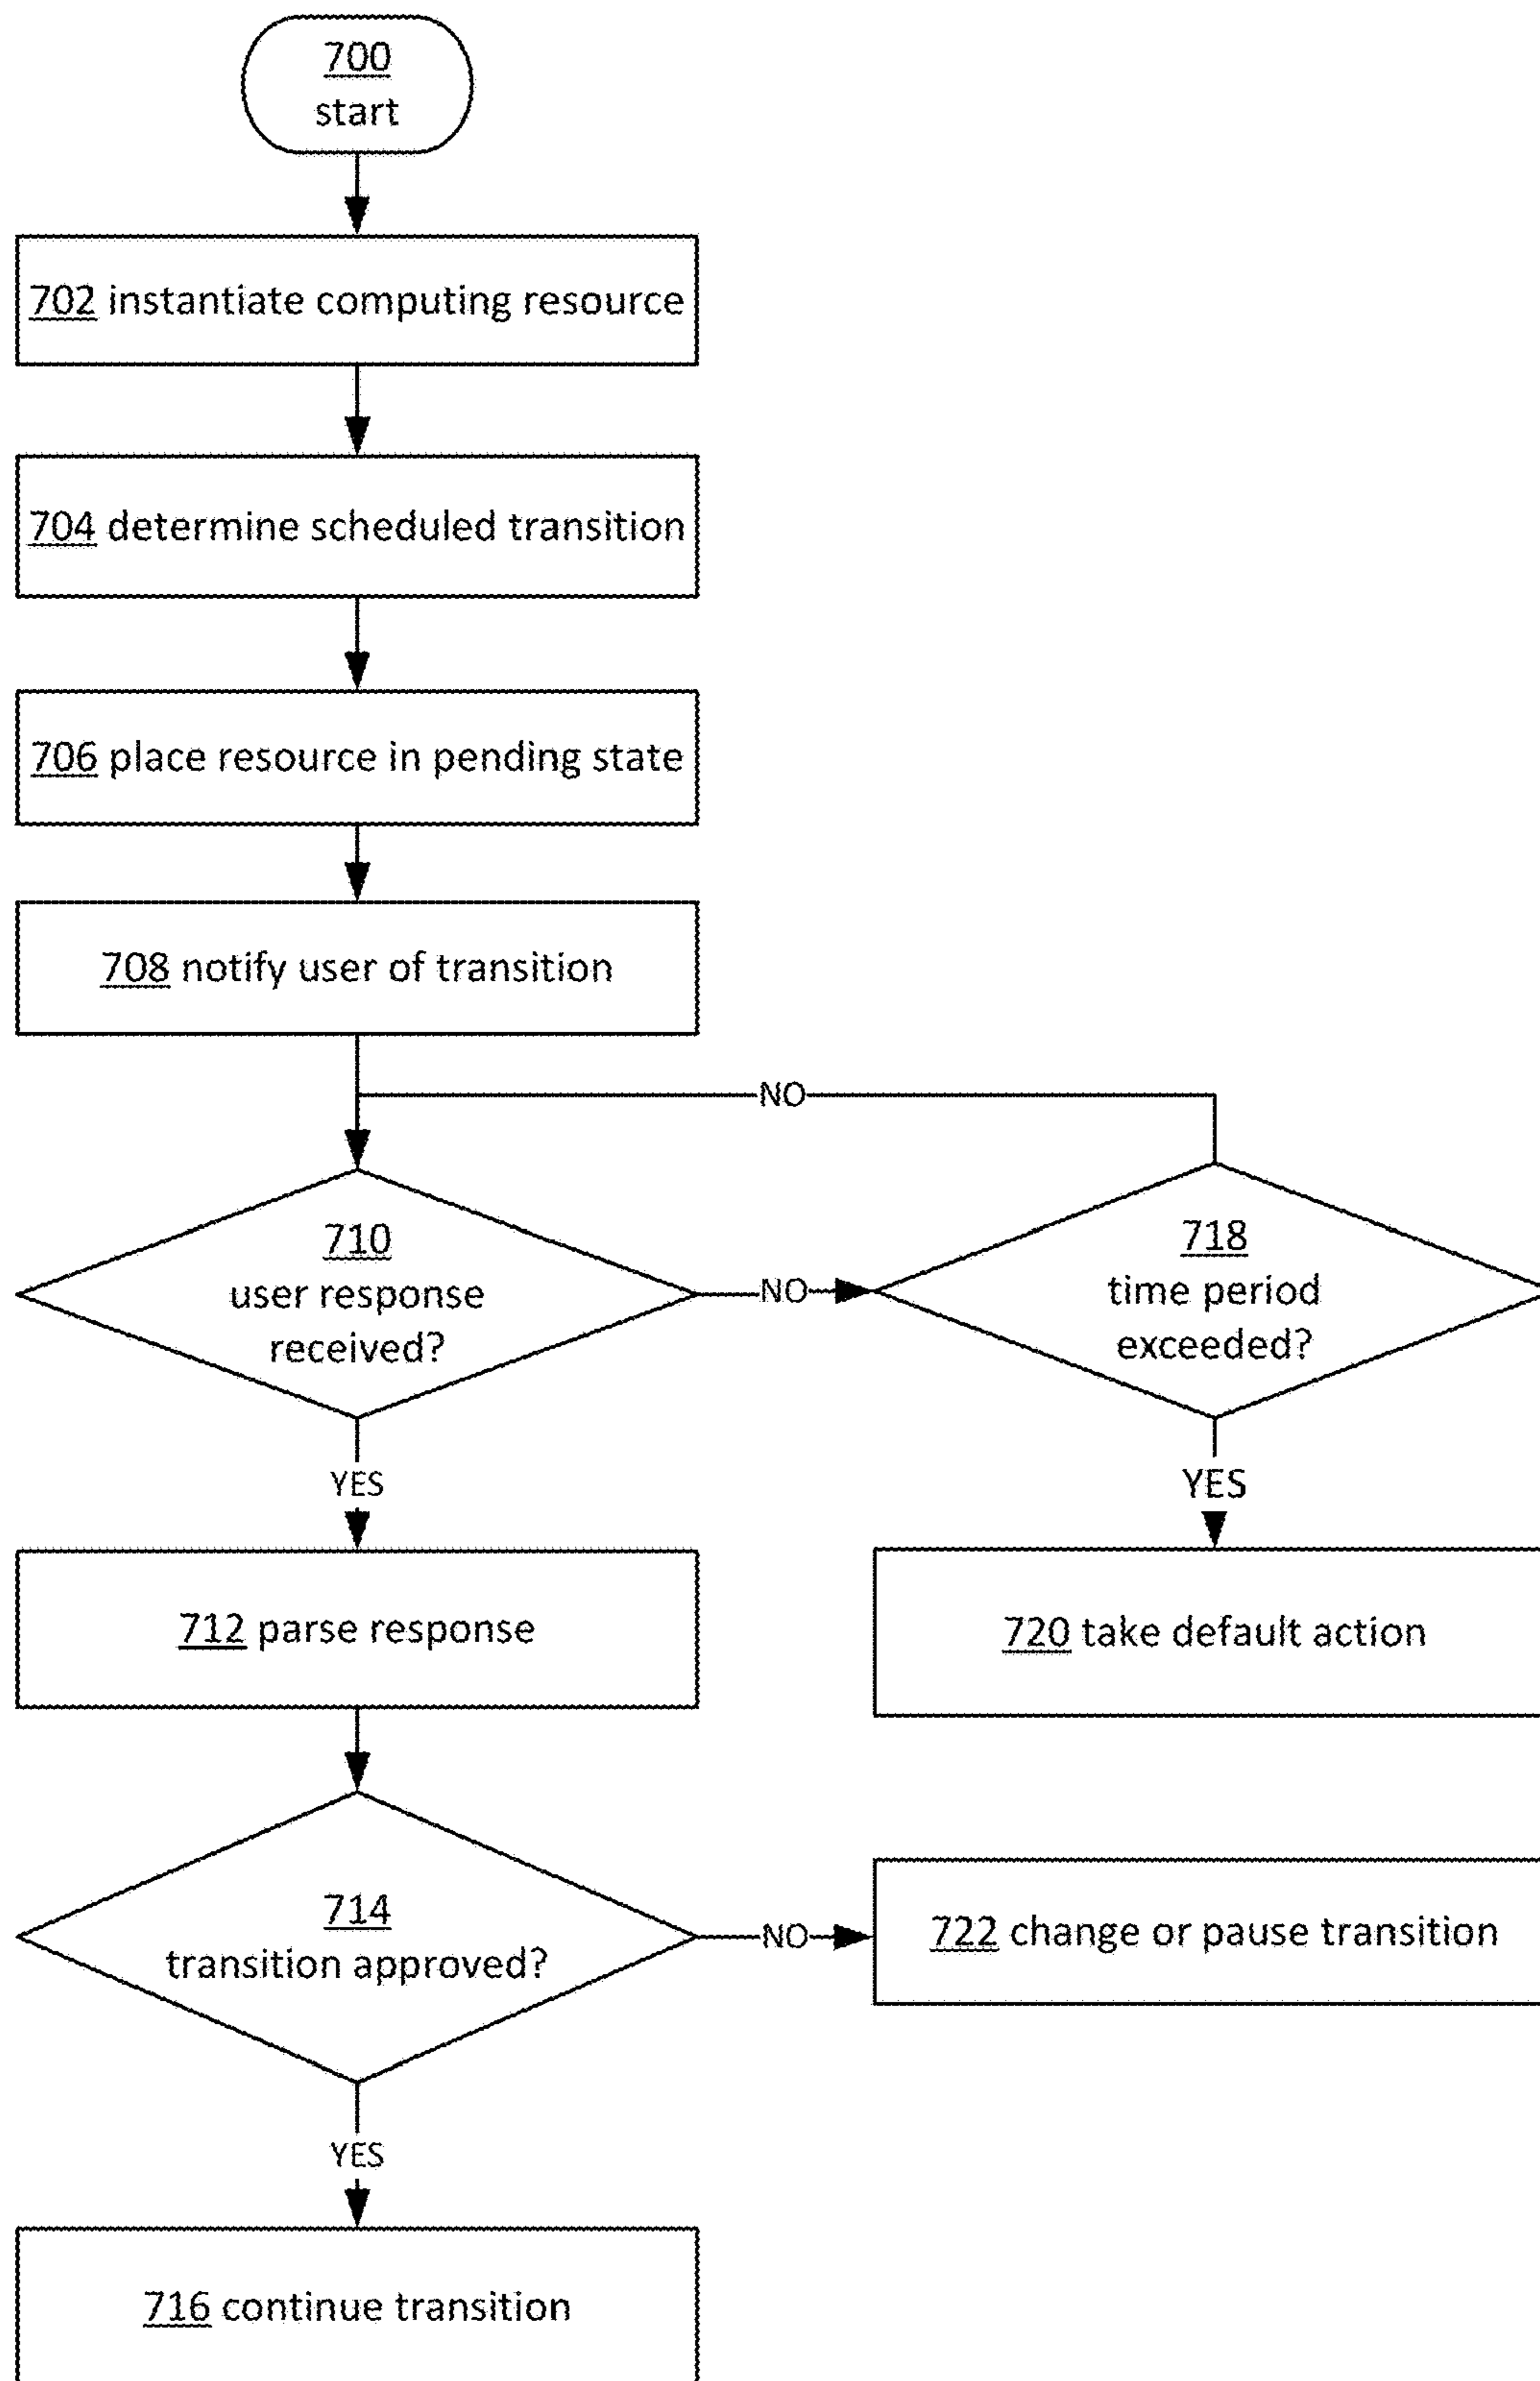 700
start
702 instantiate computing resource
704 determine scheduled transition
706 place resource in pending state
708 notify user of transition
NO
710
user response
received?
NO
718
time period
exceeded?
YES
YES
712 parse response
720 take default action
714
transition approved?
NO
722 change or pause transition
YES
716 continue transition